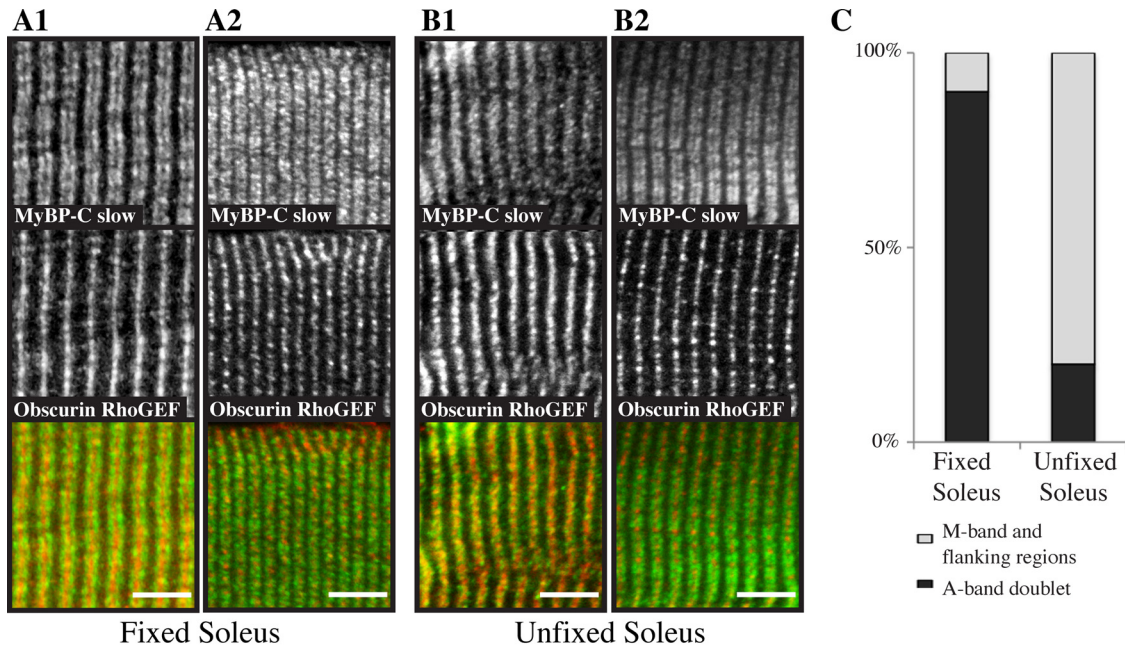 A1
A2
B1
B2
C
MyBP-C slow
MyBP-C slow
MyBP-C slow
MyBP-C slow
Obscurin RhoGEF
Obscurin RhoGEF
Obscurin RhoGEF
Obscurin RhoGEF
Fixed Soleus
Unfixed Soleus
100%
50%
0%
Fixed
Soleus
Unfixed
Soleus
M-band and
flanking regions
A-band doublet